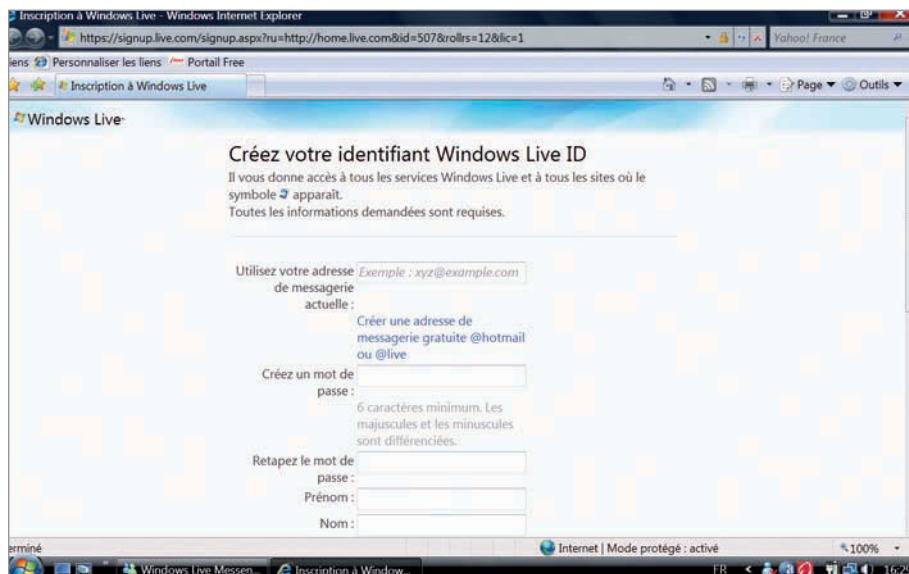 Inscription à Windows Live - Windows Internet Explorer
https://signup.live.com/signup.aspx?ru=http://home.live.com&id=507&rollrs=12&lic=1
Yahoo! France
iens Personnaliser les liens Portail Free
Inscription à Windows Live
Page Outils
Windows Live
Créez votre identifiant Windows Live ID
Il vous donne accès à tous les services Windows Live et à tous les sites où le
symbole apparaît.
Toutes les informations demandées sont requises.
Utilisez votre adresse Exemple : xyz@example.com
de messagerie
actuelle :
Créer une adresse de
messagerie gratuite @hotmail
ou @live
Créez un mot de
passe :
6 caractères minimum. Les
majuscules et les minuscules
sont différenciées.
Retapez le mot de
passe :
Prénom :
Nom :
erminé Internet | Mode protégé : activé 100%
Windows Live Messen... Inscription à Window... FR 16:29